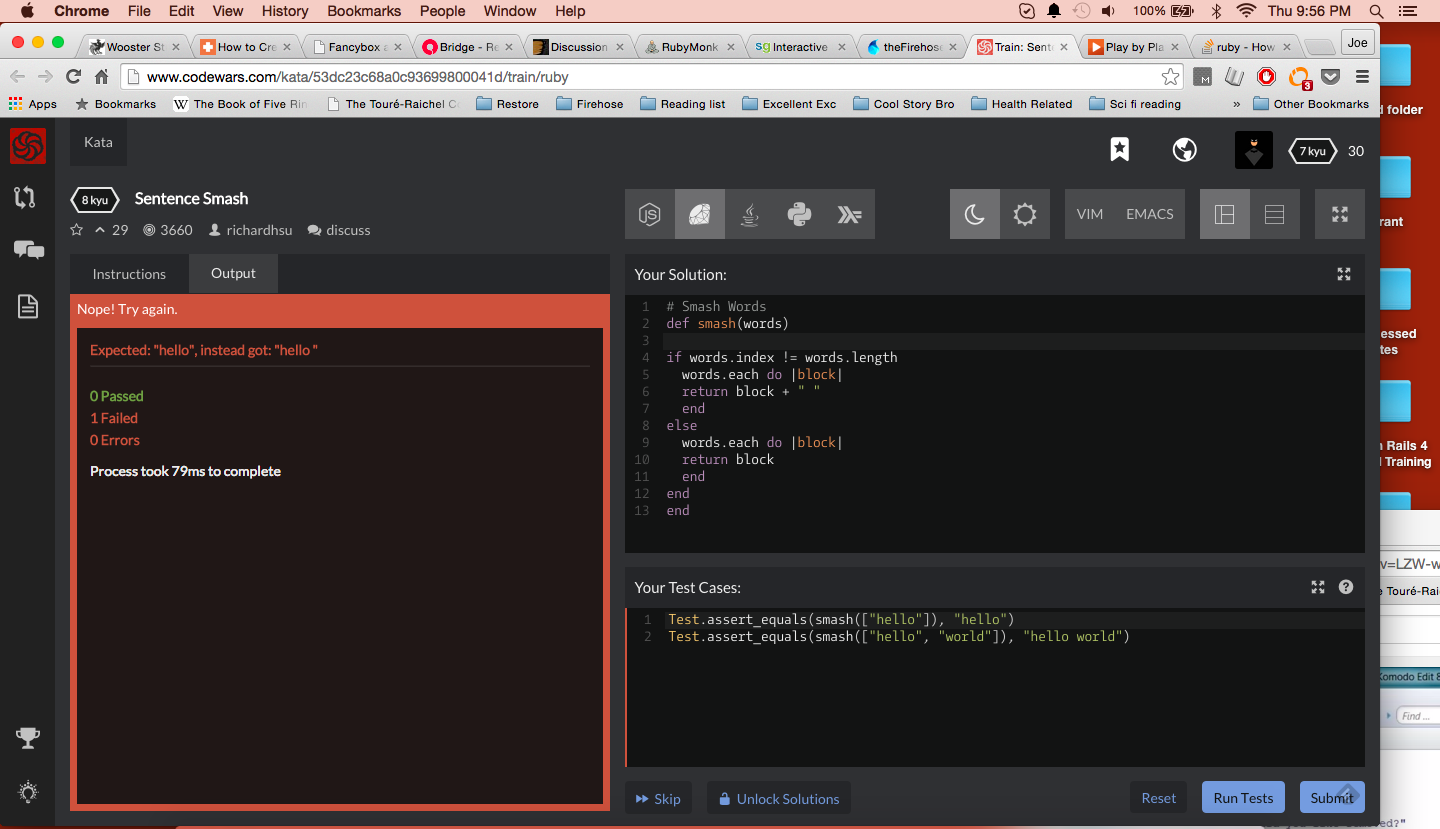 Chrome File Edit View History Bookmarks People Window Help 100% Thu 9:56 PM
Wooster St How to Cre Fancybox a Bridge - Re Discussion RubyMonk Interactive theFirehose Train: Sente Play by Pla ruby - How Joe
www.codewars.com/kata/53dc23c68a0c93699800041d/train/ruby
3
Apps Bookmarks The Book of Five Rin The Touré-Raichel Co Restore Firehose Reading list Excellent Exc Cool Story Bro Health Related Sci fi reading » Other Bookmarks
d folder
Kata
7 kyu 30
8 kyu Sentence Smash
VIM EMACS
rant
29 3660 richardhsu discuss
Instructions Output
Nope! Try again.
Expected: "hello", instead got: "hello "
0 Passed
1 Failed
0 Errors
Process took 79ms to complete
Your Solution:
1 # Smash Words
2 def smash(words)
3
4 if words.index != words.length
5 words.each do |block|
6 return block + " "
7 end
8 else
9 words.each do |block|
10 return block
11 end
12 end
13 end
essed
tes
n Rails 4
Training
Your Test Cases:
1 Test.assert_equals(smash(["hello"]), "hello")
2 Test.assert_equals(smash(["hello", "world"]), "hello world")
v=LZW-w
Touré-Rai
Komodo Edit 8
Find ...
Skip Unlock Solutions Reset Run Tests Submit